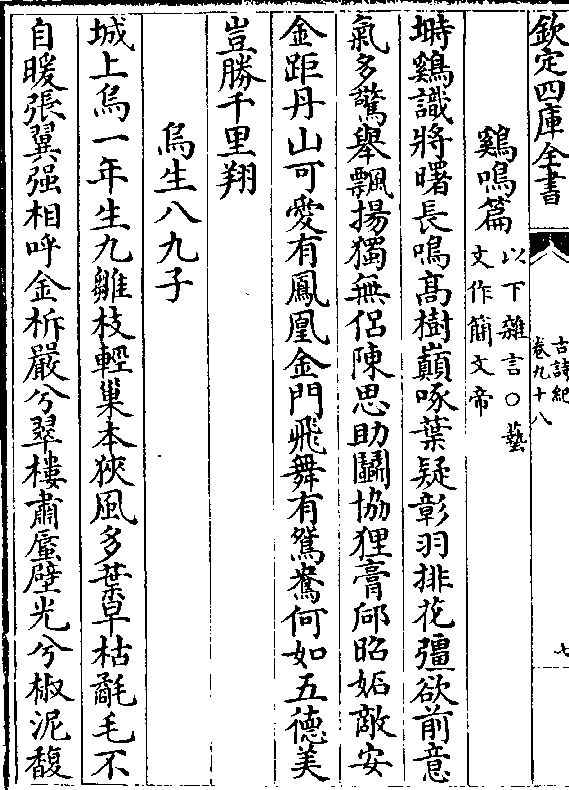 欽定四庫全書
古詩紀
卷九十八
七
鷄鳴篇
以下雜言○藝
文作簡文帝
塒鷄識將曙長鳴髙樹巔啄葉疑彰羽排花彊欲前意
氣多驚舉飄揚獨無侣陳思助鬬協狸膏郈昭妬敵安
金距丹山可愛有鳳凰金門飛舞有鴛鴦何如五德美
豈勝千里翔
烏生八九子
城上烏一年生九雛枝輕巢本狹風多葉早枯氄毛不
自暖張翼强相呼金柝嚴兮翠樓肅蜃壁光兮椒泥馥